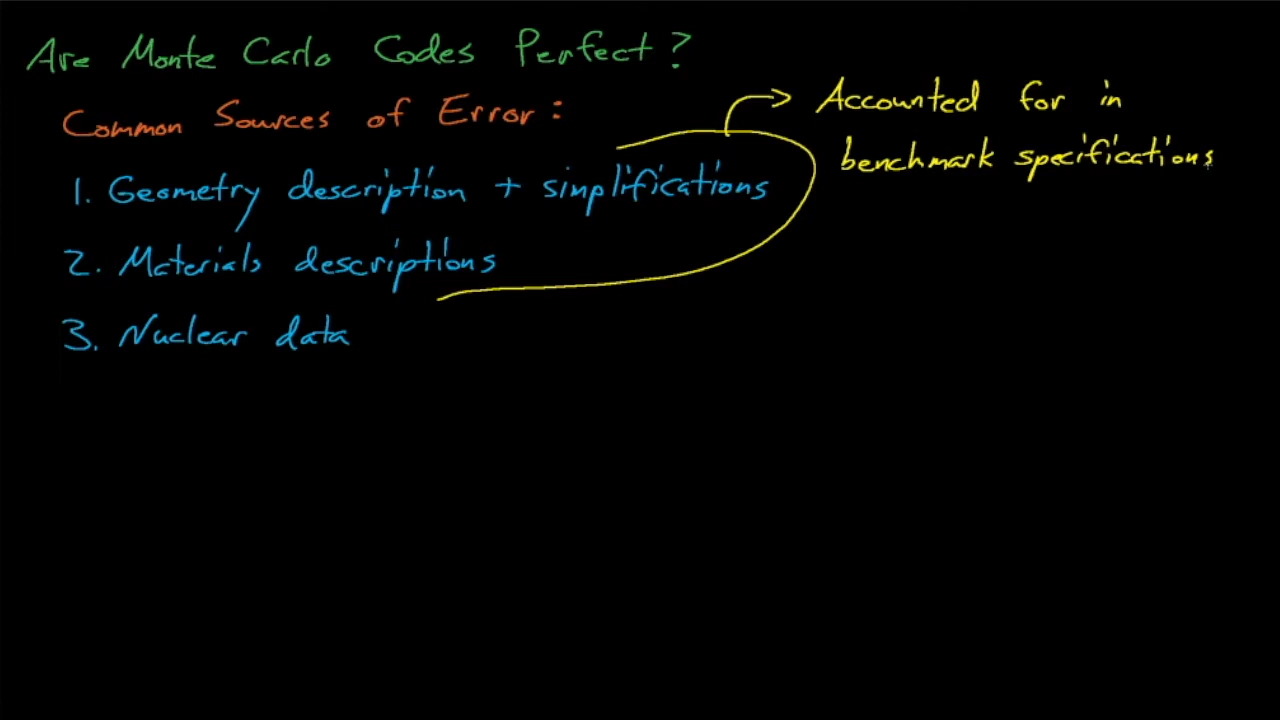 Are Monte Carlo Codes Perfect?
Common Sources of Error:
1. Geometry description + simplifications
2. Materials descriptions
3. Nuclear data
Accounted for in
benchmark specifications